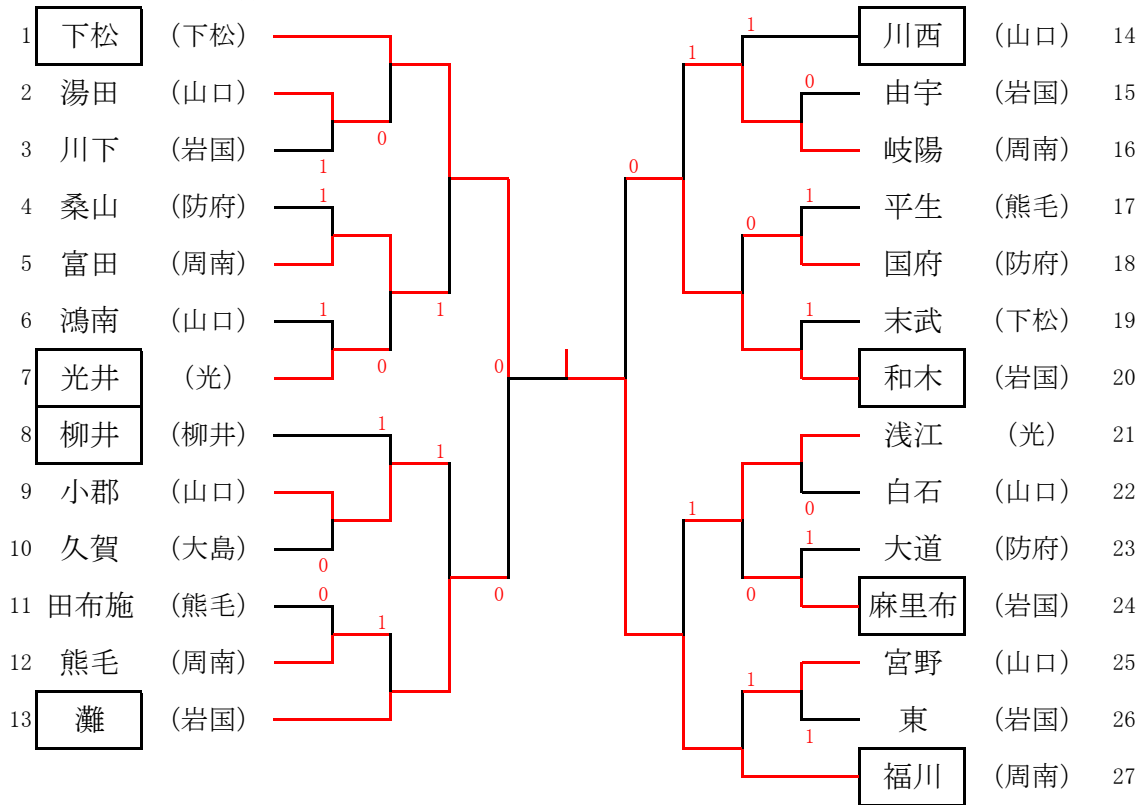 1 下松 (下松)
2 湯田 (山口)
3 川下 (岩国)
4 桑山 (防府)
5 富田 (周南)
6 鴻南 (山口)
7 光井 (光)
8 柳井 (柳井)
9 小郡 (山口)
10 久賀 (大島)
11 田布施 (熊毛)
12 熊毛 (周南)
13 灘 (岩国)
0
1
1
1
0
1
0
1
0
0
1
1
0
0
1
1
0
0
1
0
1
0
1
1
0
1
1
川西 (山口) 14
由宇 (岩国) 15
岐陽 (周南) 16
平生 (熊毛) 17
国府 (防府) 18
末武 (下松) 19
和木 (岩国) 20
浅江 (光) 21
白石 (山口) 22
大道 (防府) 23
麻里布 (岩国) 24
宮野 (山口) 25
東 (岩国) 26
福川 (周南) 27